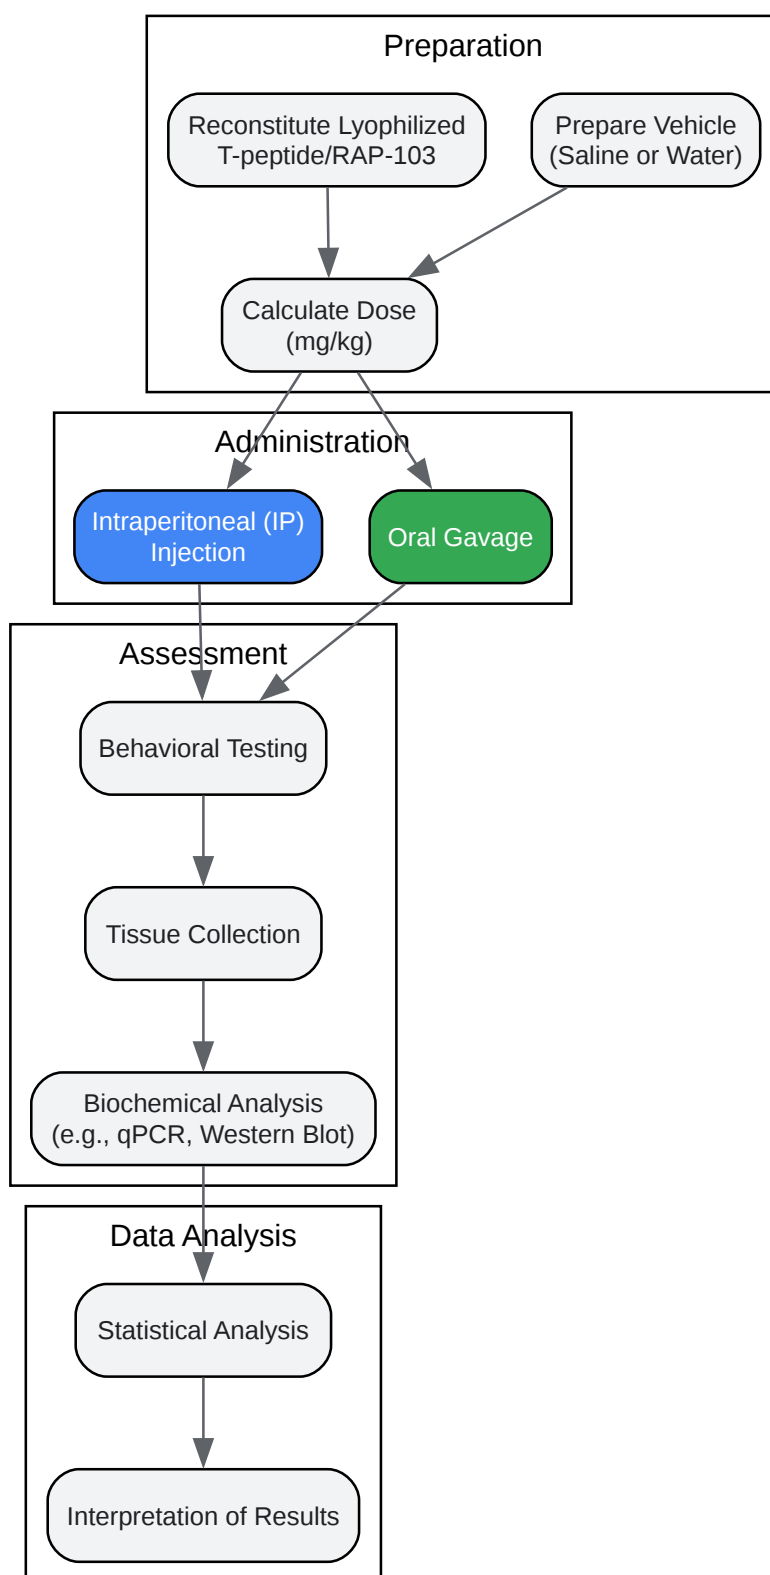 Preparation
Reconstitute Lyophilized
T-peptide/RAP-103
Prepare Vehicle
(Saline or Water)
Calculate Dose
(mg/kg)
Administration
Intraperitoneal (IP)
Injection
Oral Gavage
Assessment
Behavioral Testing
Tissue Collection
Biochemical Analysis
(e.g., qPCR, Western Blot)
Data Analysis
Statistical Analysis
Interpretation of Results